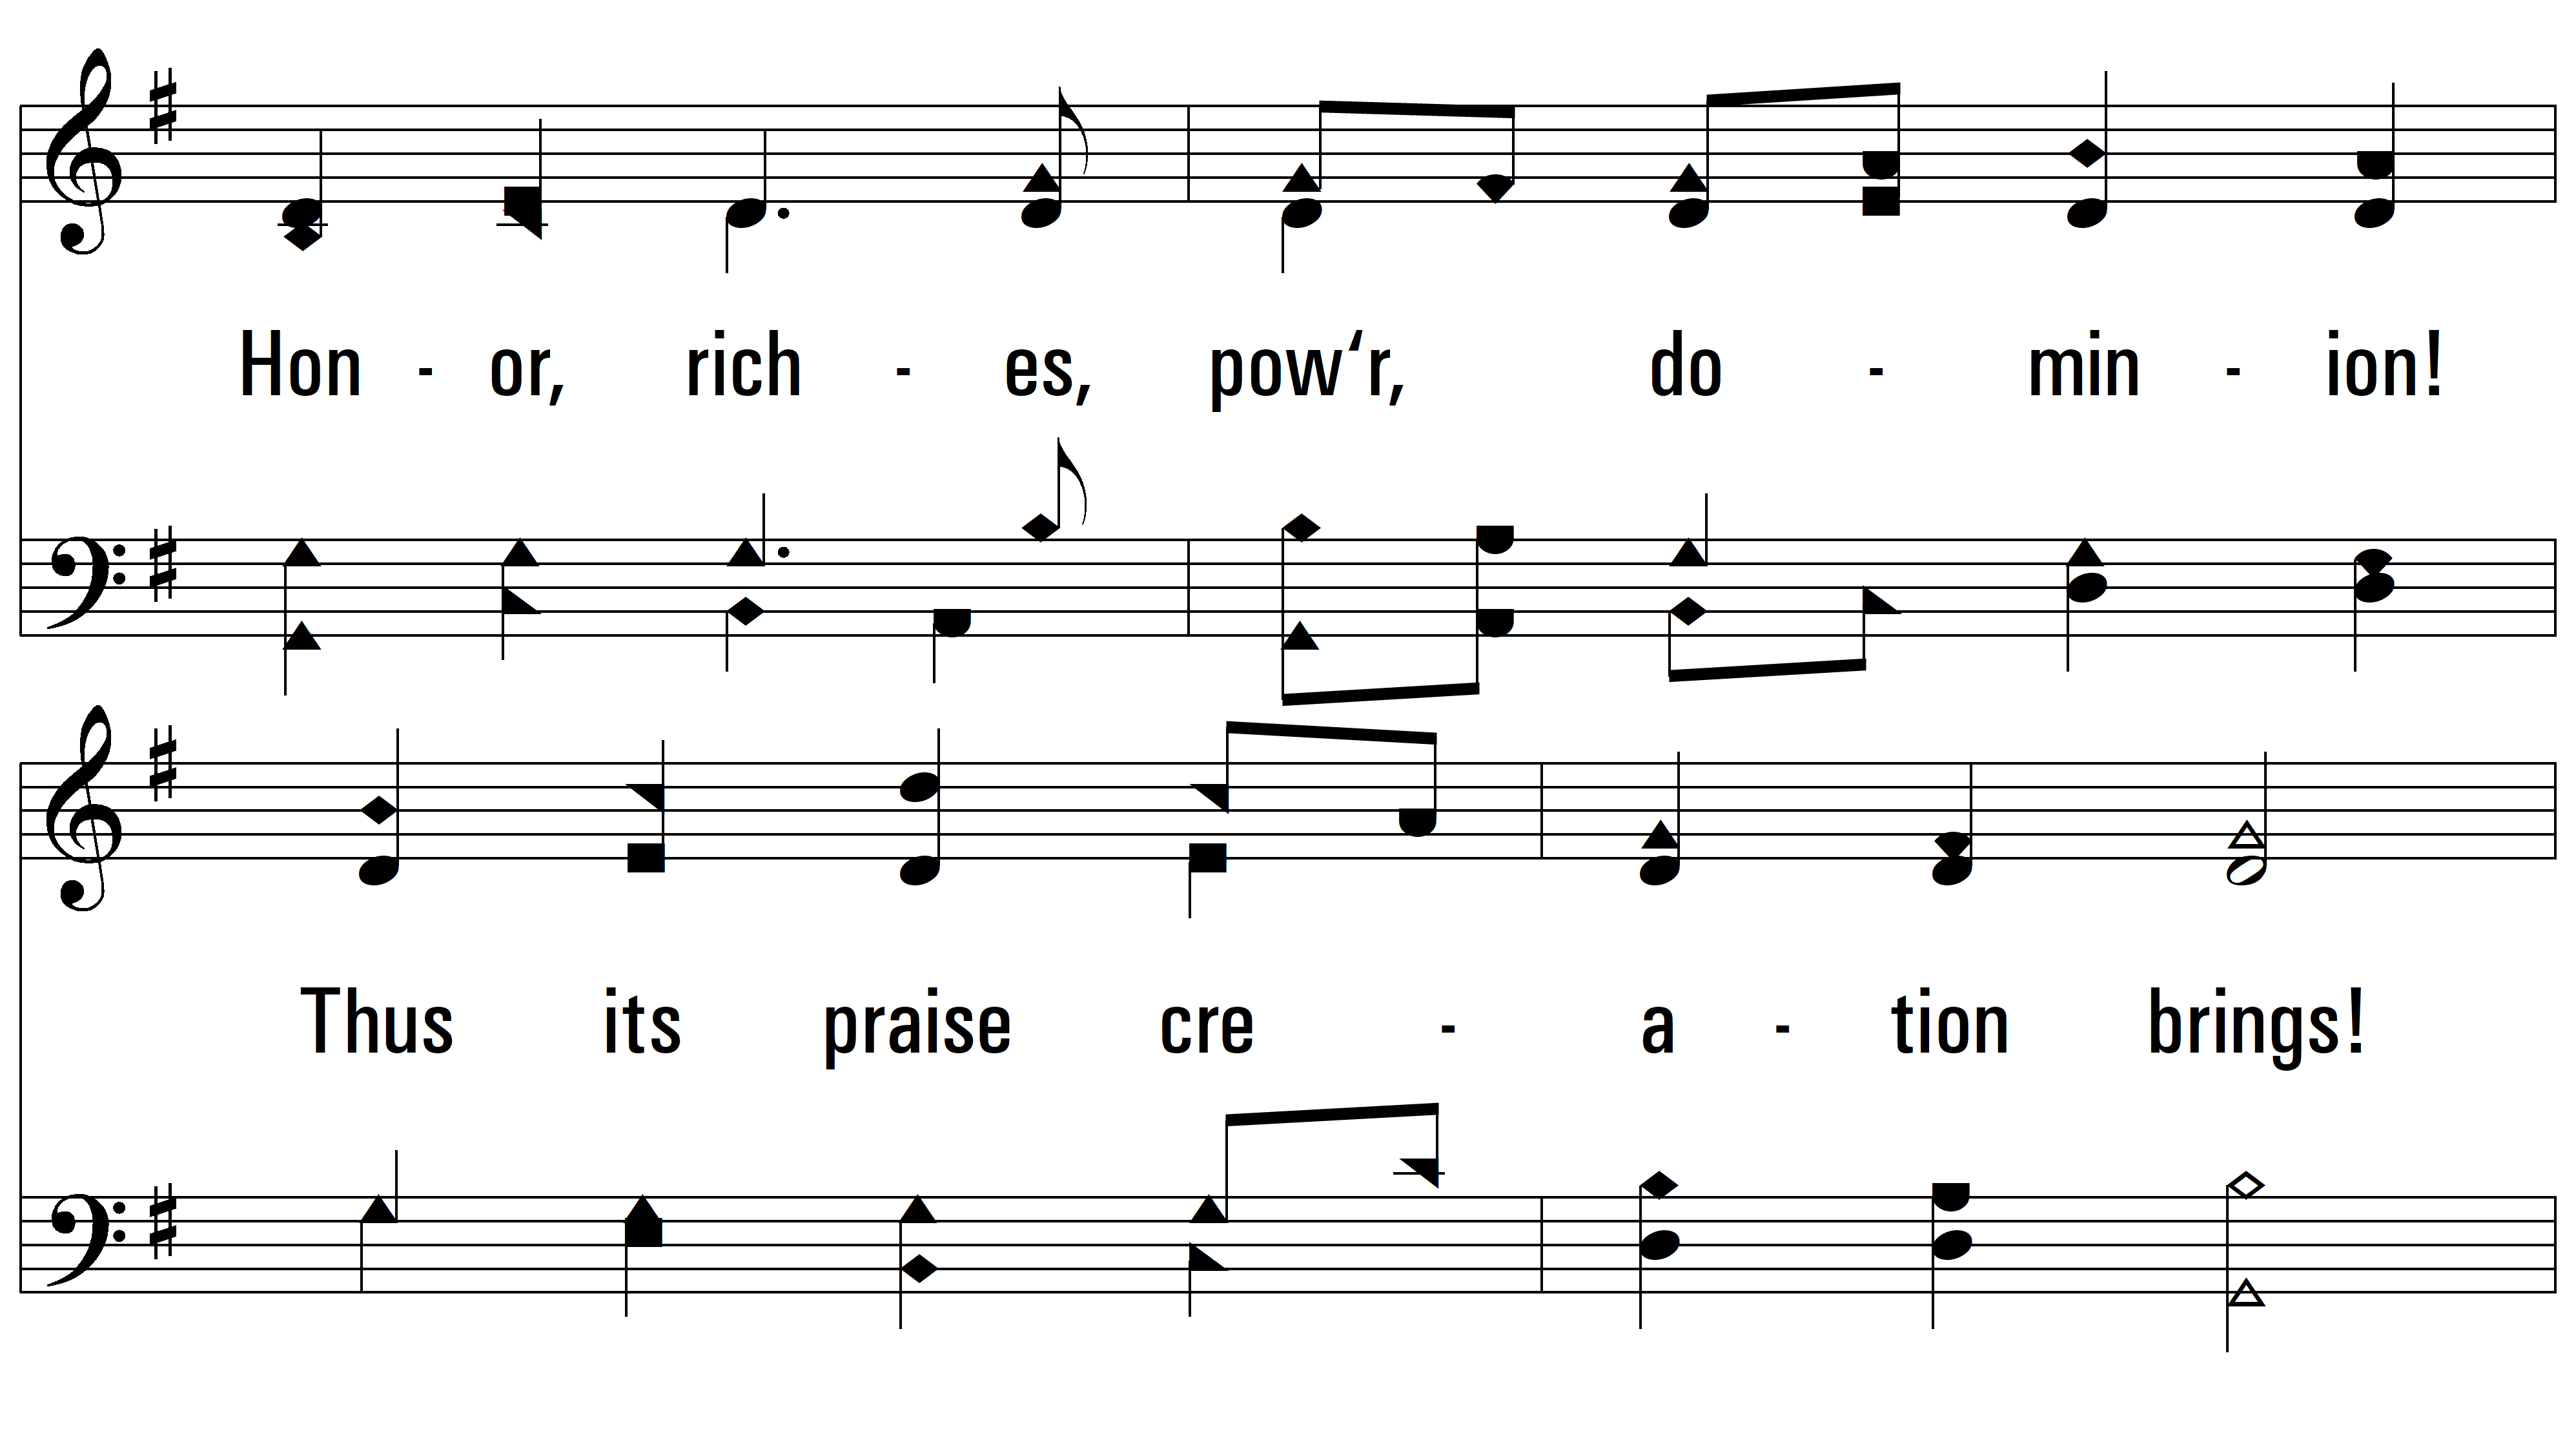 Hon - or, rich - es, pow‘r, do - min - ion!
Thus its praise cre - a - tion brings!